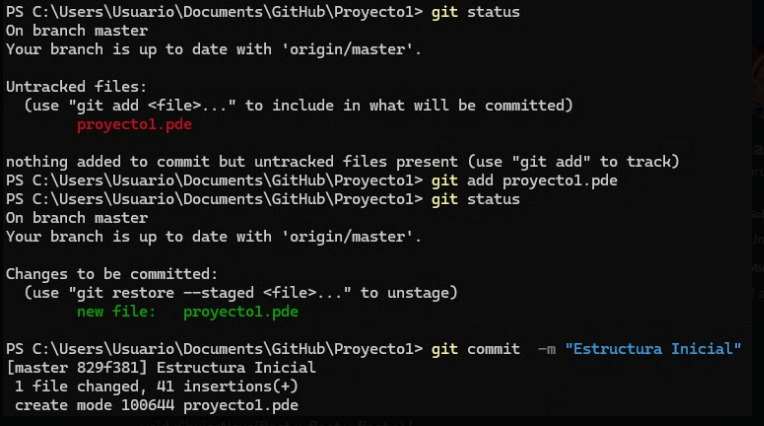 PS C:\Users\Usuario\Documents\GitHub\Proyecto1> git status
On branch master
Your branch is up to date with 'origin/master'.
Untracked files:
(use "git add <file>..." to include in what will be committed)
proyecto1.pde
nothing added to commit but untracked files present (use "git add" to track)
PS C:\Users\Usuario\Documents\GitHub\Proyecto1> git add proyecto1.pde
PS C:\Users\Usuario\Documents\GitHub\Proyecto1> git status
On branch master
Your branch is up to date with 'origin/master'.
Changes to be committed:
(use "git restore --staged <file>..." to unstage)
new file:   proyecto1.pde
PS C:\Users\Usuario\Documents\GitHub\Proyecto1> git commit  -m "Estructura Inicial"
[master 829f381] Estructura Inicial
1 file changed, 41 insertions(+)
create mode 100644 proyecto1.pde